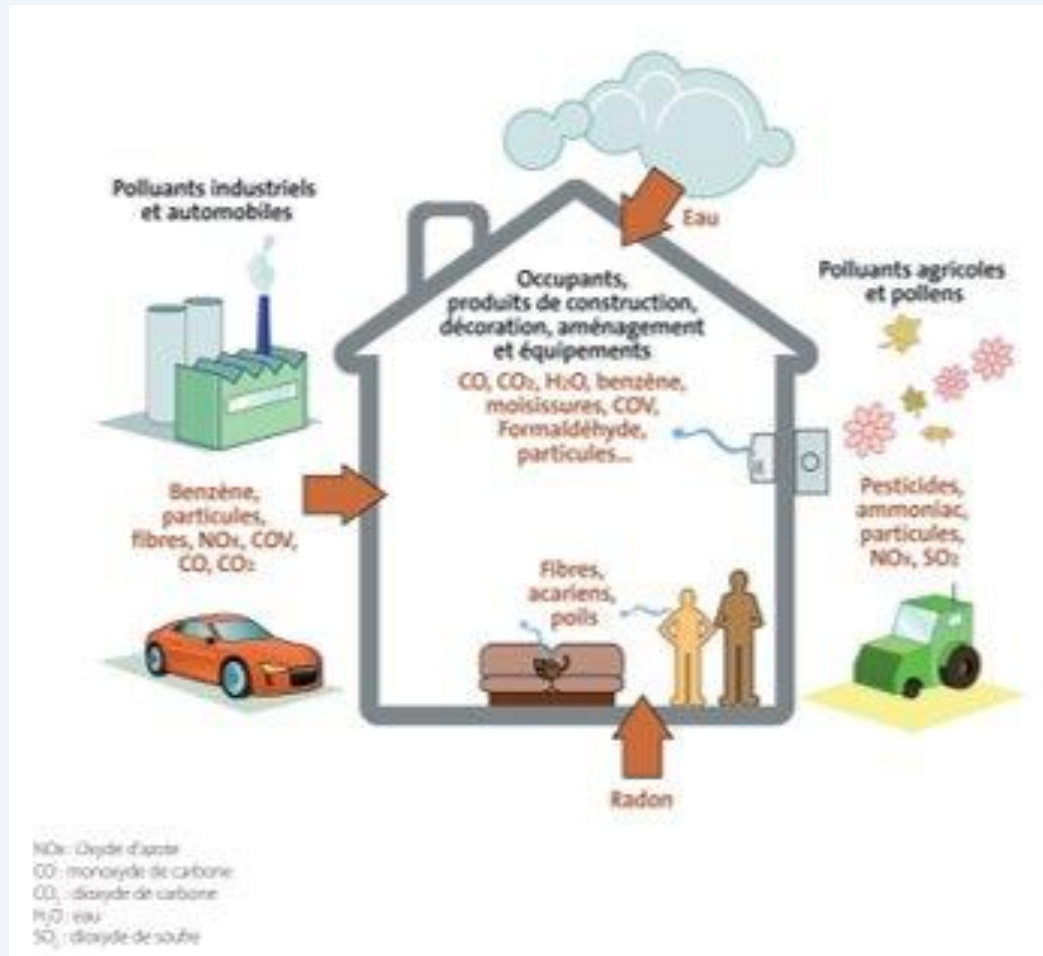 Polluants industriels
et automobiles
Eau
Occupants,
produits de construction,
décoration, aménagement
et équipements
CO, CO₂, H₂O, benzène,
moisissures, COV,
Formaldéhyde,
particules...
Polluants agricoles
et pollens
Benzène,
particules,
fibres, NOx, COV,
CO, CO₂
Pesticides,
ammoniac,
particules,
NOx, SO₂
Fibres,
acariens,
poils
Radon
NOx : Oxyde d'azote
CO : monoxyde de carbone
CO₂ : dioxyde de carbone
H₂O : eau
SO₂ : dioxyde de soufre